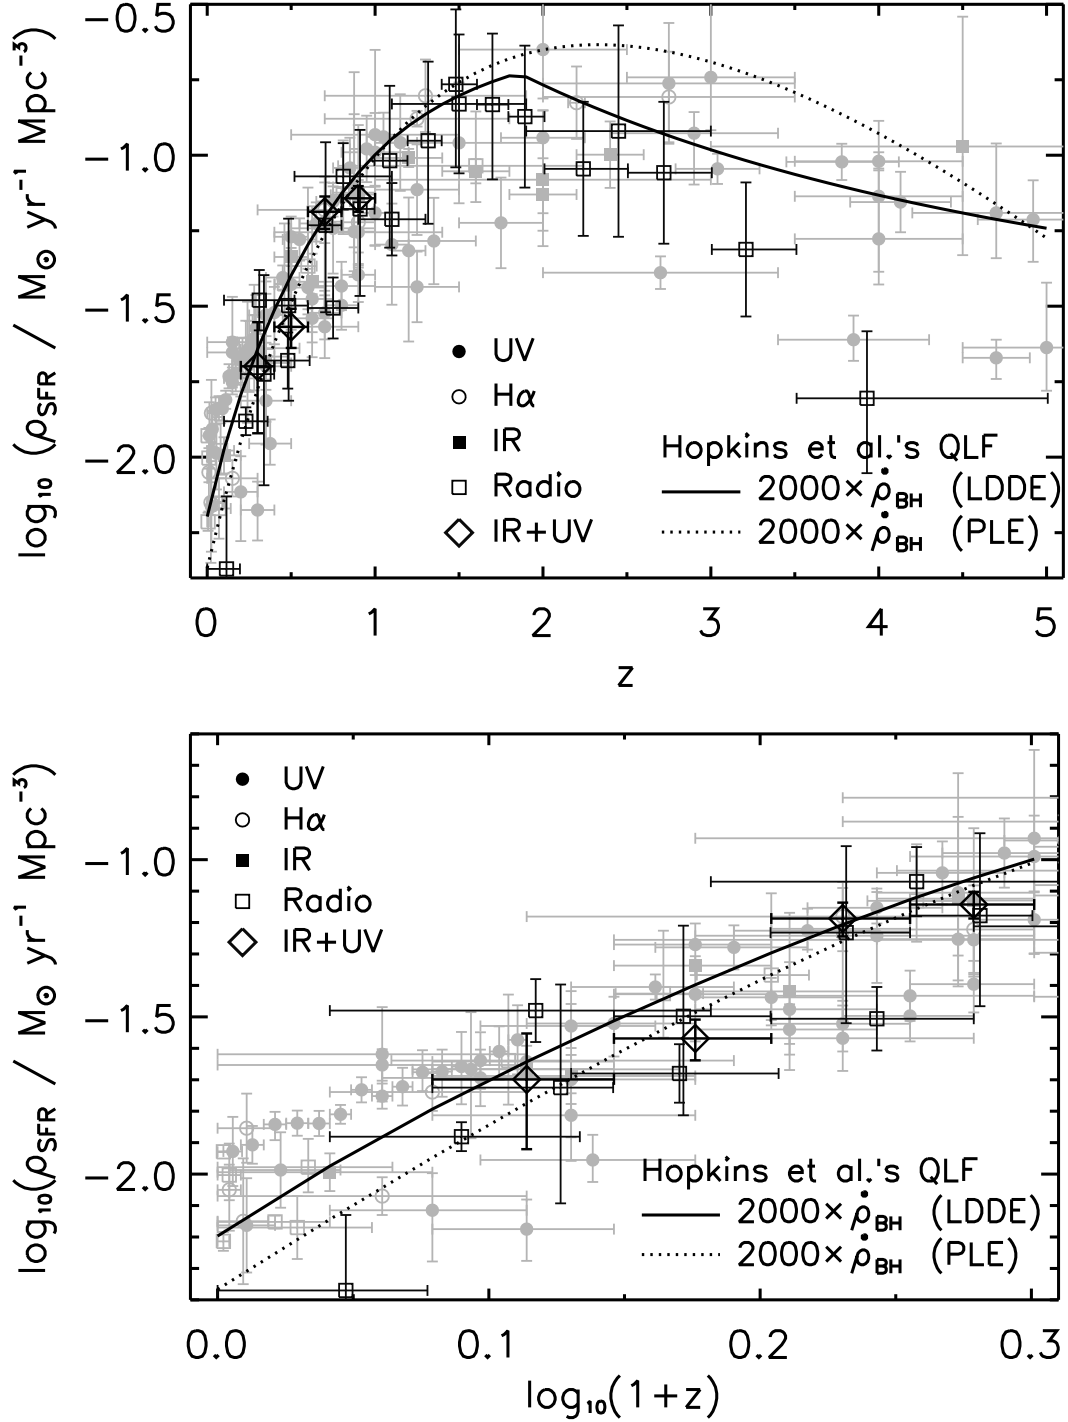 log₁₀ (ρSFR / M⊙ yr⁻¹ Mpc⁻³)
−0.5
−1.0
−1.5
−2.0
UV
Hα
IR
Radio
IR+UV
Hopkins et al.'s QLF
2000×ρ̇BH (LDDE)
2000×ρ̇BH (PLE)
0 1 2 3 4 5
z
log₁₀(ρSFR / M⊙ yr⁻¹ Mpc⁻³)
−1.0
−1.5
−2.0
UV
Hα
IR
Radio
IR+UV
Hopkins et al.'s QLF
2000×ρ̇BH (LDDE)
2000×ρ̇BH (PLE)
0.0 0.1 0.2 0.3
log₁₀(1+z)